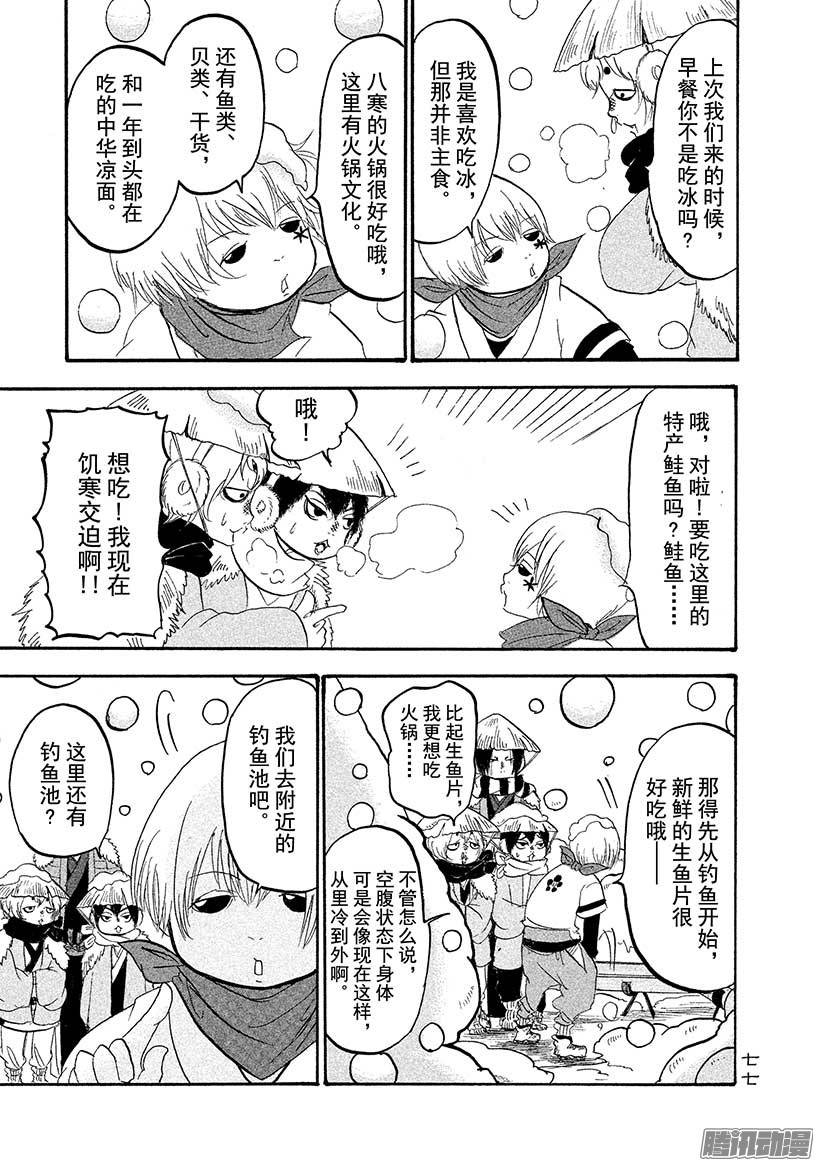 上次我们来的时候，
早餐你不是吃冰吗？
我是喜欢吃冰，
但那并非主食。
八寒的火锅很好吃哦，
这里有火锅文化。
还有鱼类、
贝类、干货，
和一年到头都在
吃的中华凉面。
哦，对啦！要吃这里的
特产鲑鱼吗？鲑鱼……
哦！
想吃！我现在
饥寒交迫啊！！
那得先从钓鱼开始，
新鲜的生鱼片很
好吃哦——
比起生鱼片，
我更想吃
火锅……
不管怎么说，
空腹状态下身体
可是会像现在这样，
从里冷到外啊。
我们去附近的
钓鱼池吧。
这里还有
钓鱼池？
七七
腾讯动漫